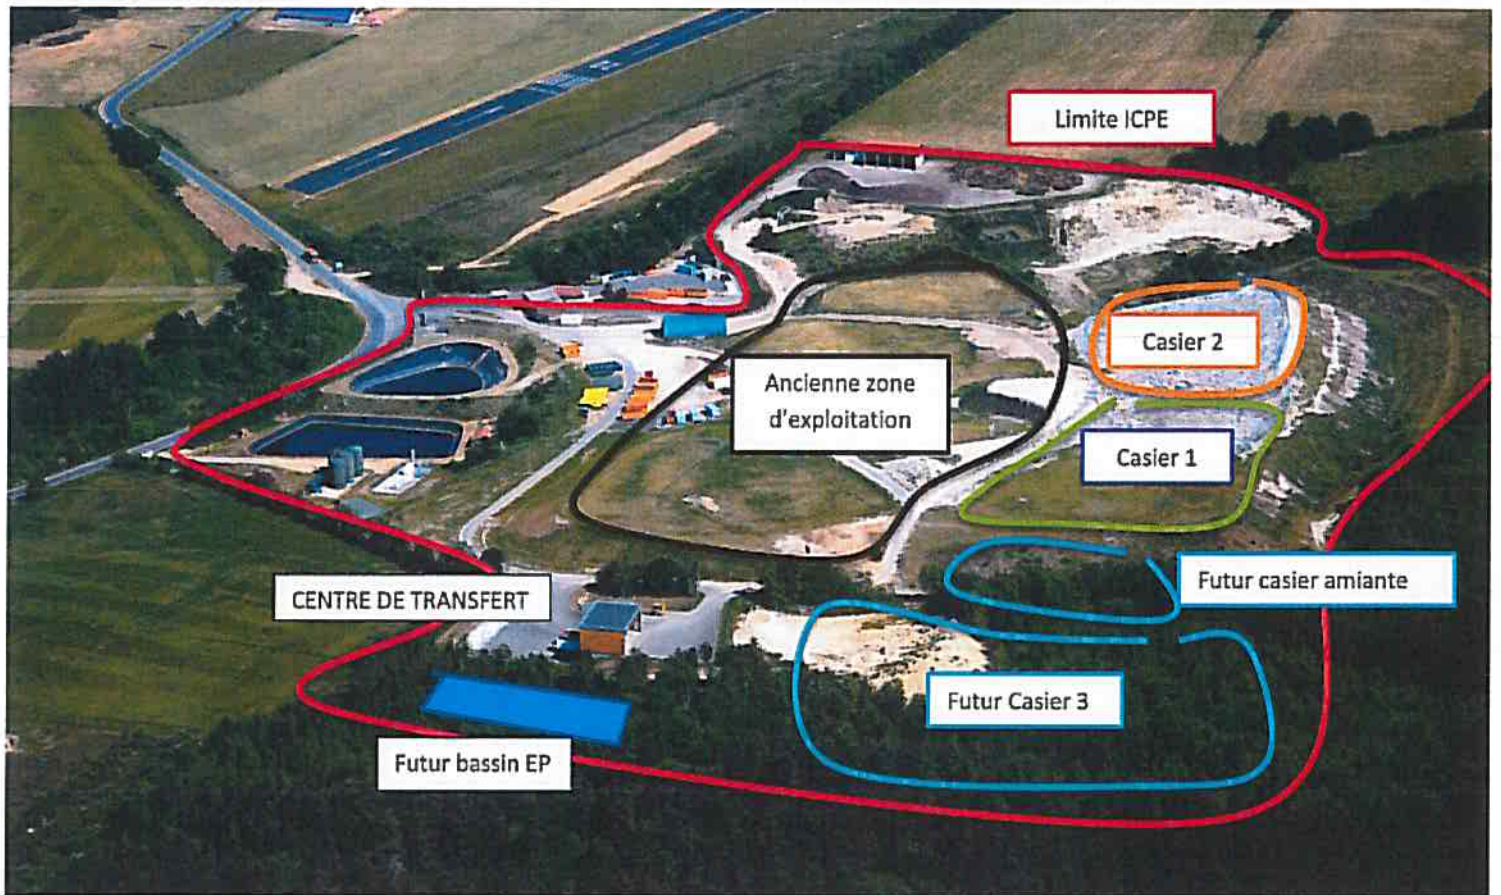 Limite ICPE
Casier 2
Ancienne zone
d'exploitation
Casier 1
Futur casier amiante
CENTRE DE TRANSFERT
Futur Casier 3
Futur bassin EP